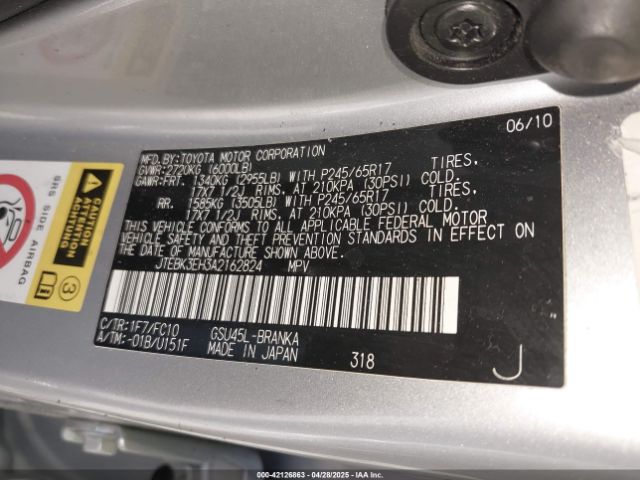 06/10
MFD.BY:TOYOTA MOTOR CORPORATION
GVWR:2720KG (6000LB)
GAWR:FRT. 1340KG (2955LB) WITH P245/65R17 TIRES.
17X7 1/2J RIMS. AT 210KPA (30PSI) COLD.
RR. 1585KG (3505LB) WITH P245/65R17 TIRES.
17X7 1/2J RIMS. AT 210KPA (30PSI) COLD.
THIS VEHICLE CONFORMS TO ALL APPLICABLE FEDERAL MOTOR
VEHICLE SAFETY AND THEFT PREVENTION STANDARDS IN EFFECT ON
THE DATE OF MANUFACTURE SHOWN ABOVE.
JTEBK3EH3A2162824 MPV
C/TR:1F7/FC10 GSU45L-BRANKA
A/TM:-01B/U151F MADE IN JAPAN 318 J
SRS SIDE AIRBAG
ACHTUNG
3
000-42126863 - 04/28/2025 - IAAI.COM